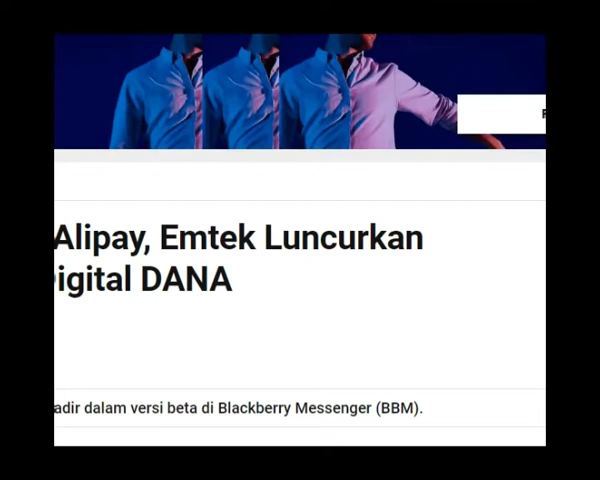 Alipay, Emtek Luncurkan
igital DANA
adir dalam versi beta di Blackberry Messenger (BBM).